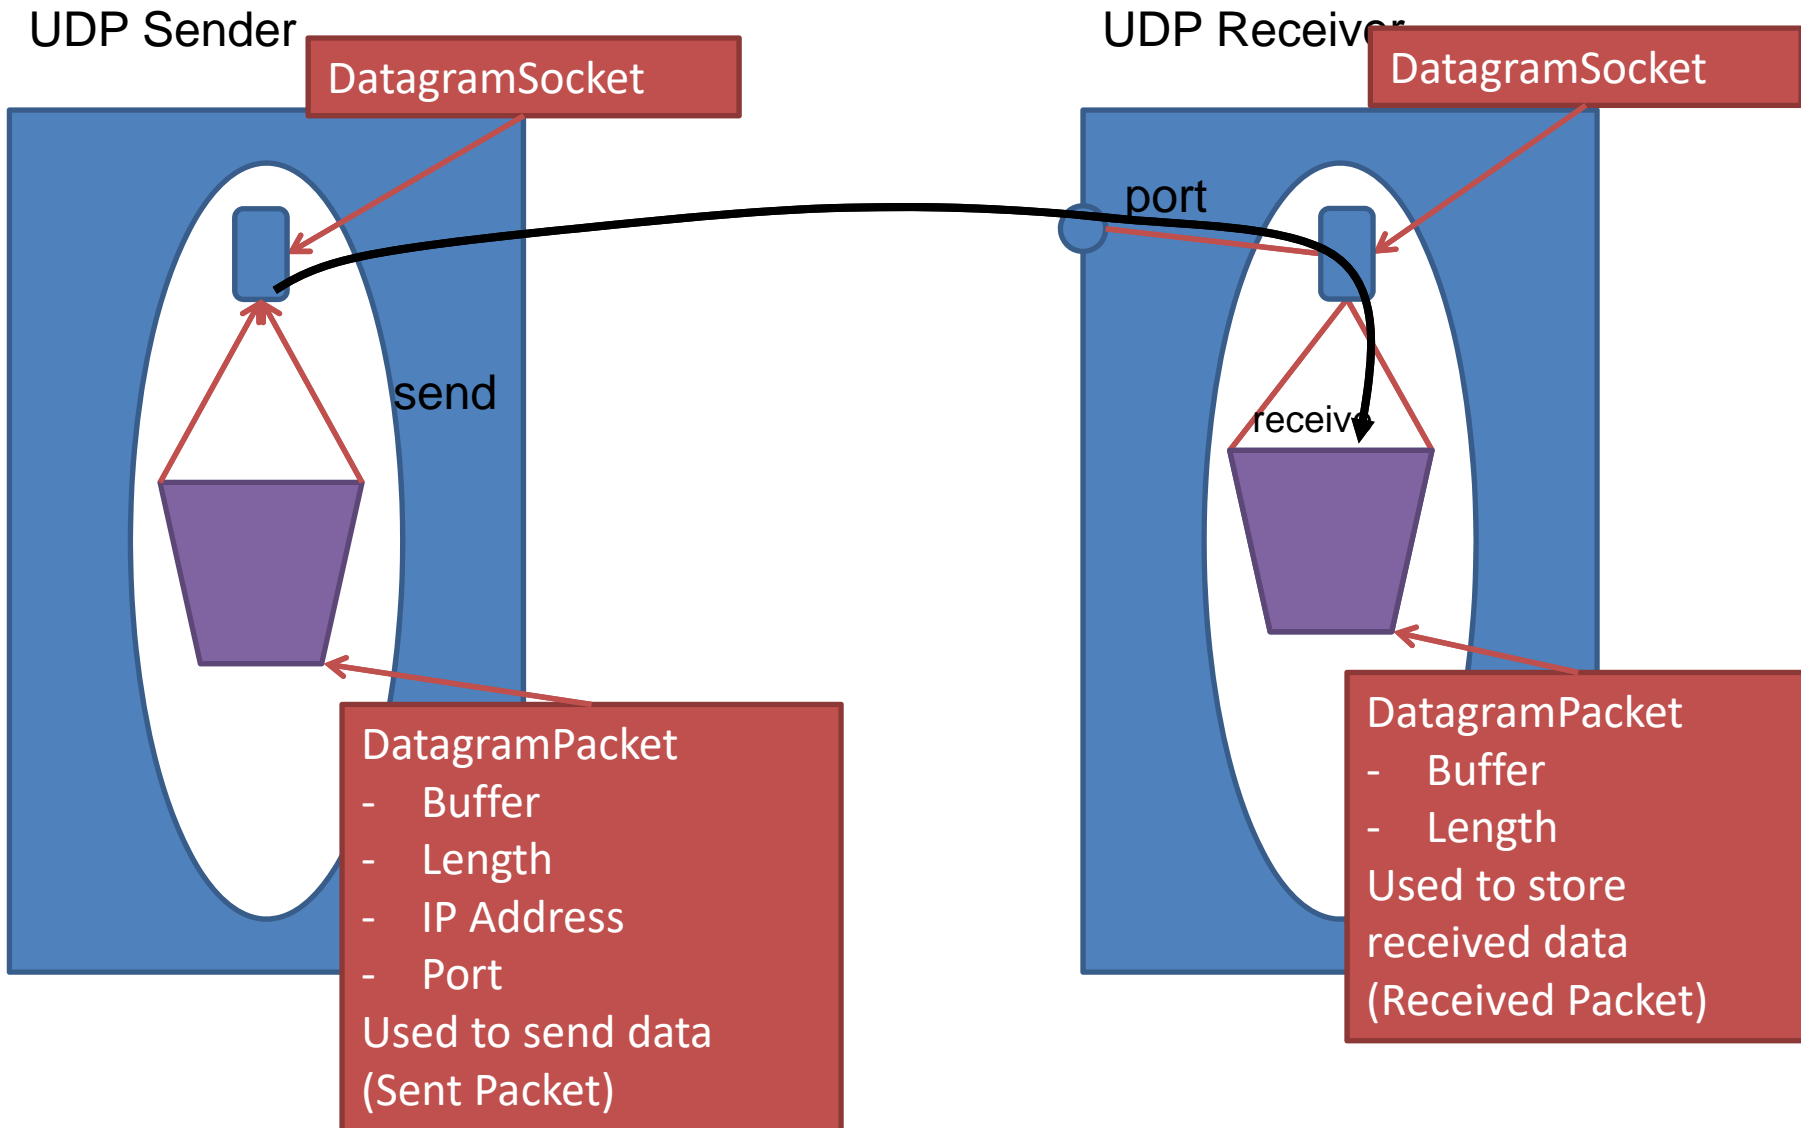 UDP Sender
DatagramSocket
send
DatagramPacket
- Buffer
- Length
- IP Address
- Port
Used to send data
(Sent Packet)
UDP Receiver
DatagramSocket
port
receive
DatagramPacket
- Buffer
- Length
Used to store
received data
(Received Packet)